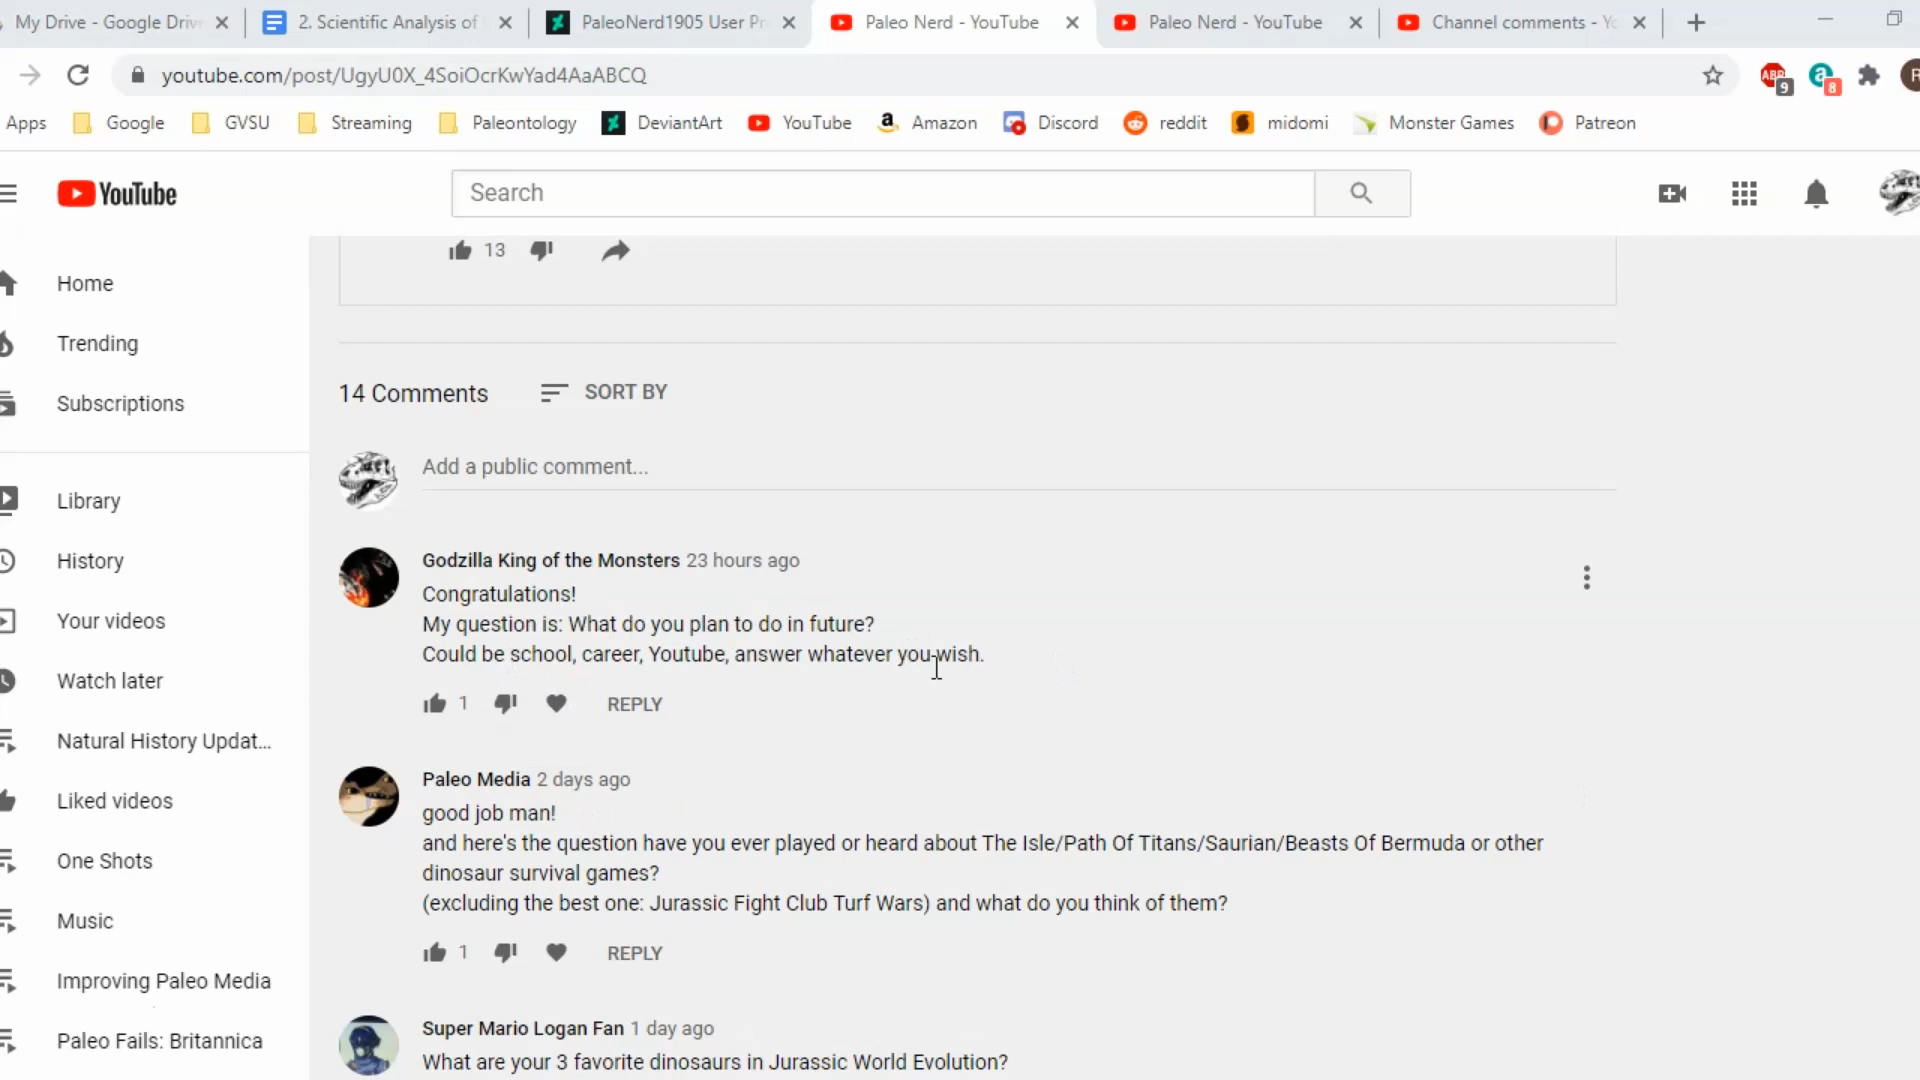 My Drive - Google Drive
2. Scientific Analysis of
PaleoNerd1905 User Pr
Paleo Nerd - YouTube
Paleo Nerd - YouTube
Channel comments - Yo
youtube.com/post/UgyU0X_4SoiOcrKwYad4AaABCQ
ABP
9
a
8
R
Apps
Google
GVSU
Streaming
Paleontology
DeviantArt
YouTube
Amazon
Discord
reddit
midomi
Monster Games
Patreon
YouTube
Search
Home
Trending
Subscriptions
Library
History
Your videos
Watch later
Natural History Updat...
Liked videos
One Shots
Music
Improving Paleo Media
Paleo Fails: Britannica
13
14 Comments
SORT BY
Add a public comment...
Godzilla King of the Monsters 23 hours ago
Congratulations!
My question is: What do you plan to do in future?
Could be school, career, Youtube, answer whatever you wish.
1
REPLY
Paleo Media 2 days ago
good job man!
and here's the question have you ever played or heard about The Isle/Path Of Titans/Saurian/Beasts Of Bermuda or other
dinosaur survival games?
(excluding the best one: Jurassic Fight Club Turf Wars) and what do you think of them?
1
REPLY
Super Mario Logan Fan 1 day ago
What are your 3 favorite dinosaurs in Jurassic World Evolution?